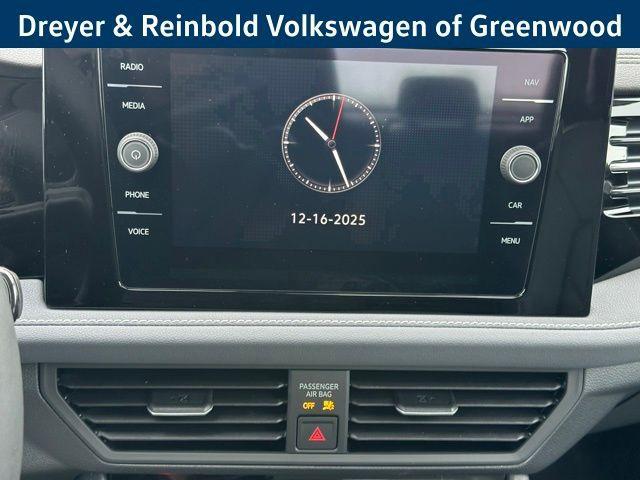 Dreyer & Reinbold Volkswagen of Greenwood
RADIO
NAV
MEDIA
APP
PHONE
CAR
12-16-2025
VOICE
MENU
PASSENGER
AIR BAG
OFF